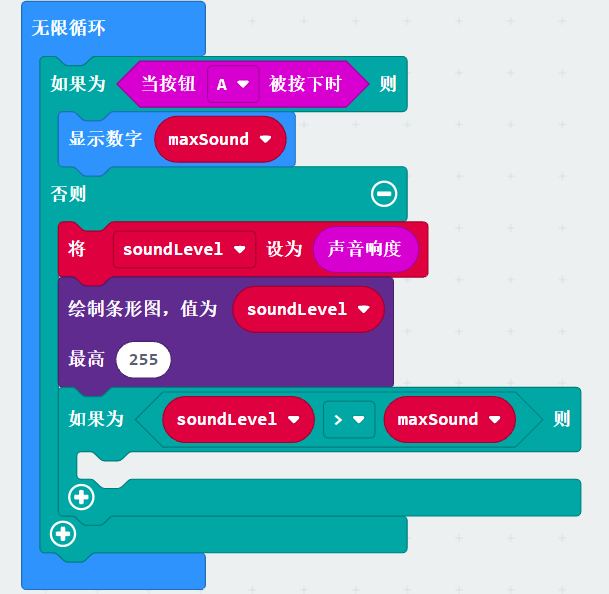 无限循环
如果为 当按钮 A 被按下时 则
显示数字 maxSound
否则
将 soundLevel 设为 声音响度
绘制条形图，值为 soundLevel
最高 255
如果为 soundLevel > maxSound 则